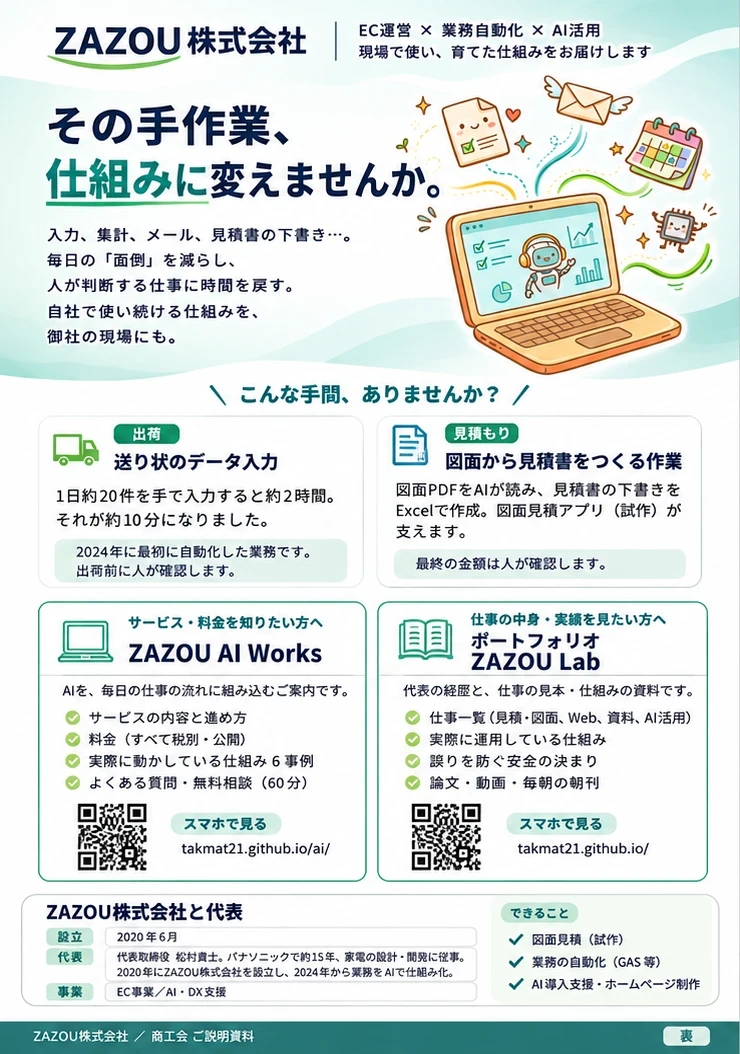 ZAZOU株式会社
EC運営 × 業務自動化 × AI活用
現場で使い、育てた仕組みをお届けします
その手作業、
仕組みに変えませんか。
入力、集計、メール、見積書の下書き…。
毎日の「面倒」を減らし、
人が判断する仕事に時間を戻す。
自社で使い続ける仕組みを、
御社の現場にも。
こんな手間、ありませんか？
出荷
送り状のデータ入力
1日約20件を手で入力すると約2時間。
それが約10分になりました。
2024年に最初に自動化した業務です。
出荷前に人が確認します。
見積もり
図面から見積書をつくる作業
図面PDFをAIが読み、見積書の下書きを
Excelで作成。図面見積アプリ（試作）が
支えます。
最終の金額は人が確認します。
サービス・料金を知りたい方へ
ZAZOU AI Works
AIを、毎日の仕事の流れに組み込むご案内です。
サービスの内容と進め方
料金（すべて税別・公開）
実際に動かしている仕組み 6 事例
よくある質問・無料相談（60分）
スマホで見る
takmat21.github.io/ai/
仕事の中身・実績を見たい方へ
ポートフォリオ
ZAZOU Lab
代表の経歴と、仕事の見本・仕組みの資料です。
仕事一覧（見積・図面、Web、資料、AI活用）
実際に運用している仕組み
誤りを防ぐ安全の決まり
論文・動画・毎朝の朝刊
スマホで見る
takmat21.github.io/
ZAZOU株式会社と代表
設立
2020年6月
代表
代表取締役 松村貴士。パナソニックで約15年、家電の設計・開発に従事。
2020年にZAZOU株式会社を設立し、2024年から業務をAIで仕組み化。
事業
EC事業／AI・DX支援
できること
図面見積（試作）
業務の自動化（GAS 等）
AI導入支援・ホームページ制作
ZAZOU株式会社 ／ 商工会 ご説明資料
裏